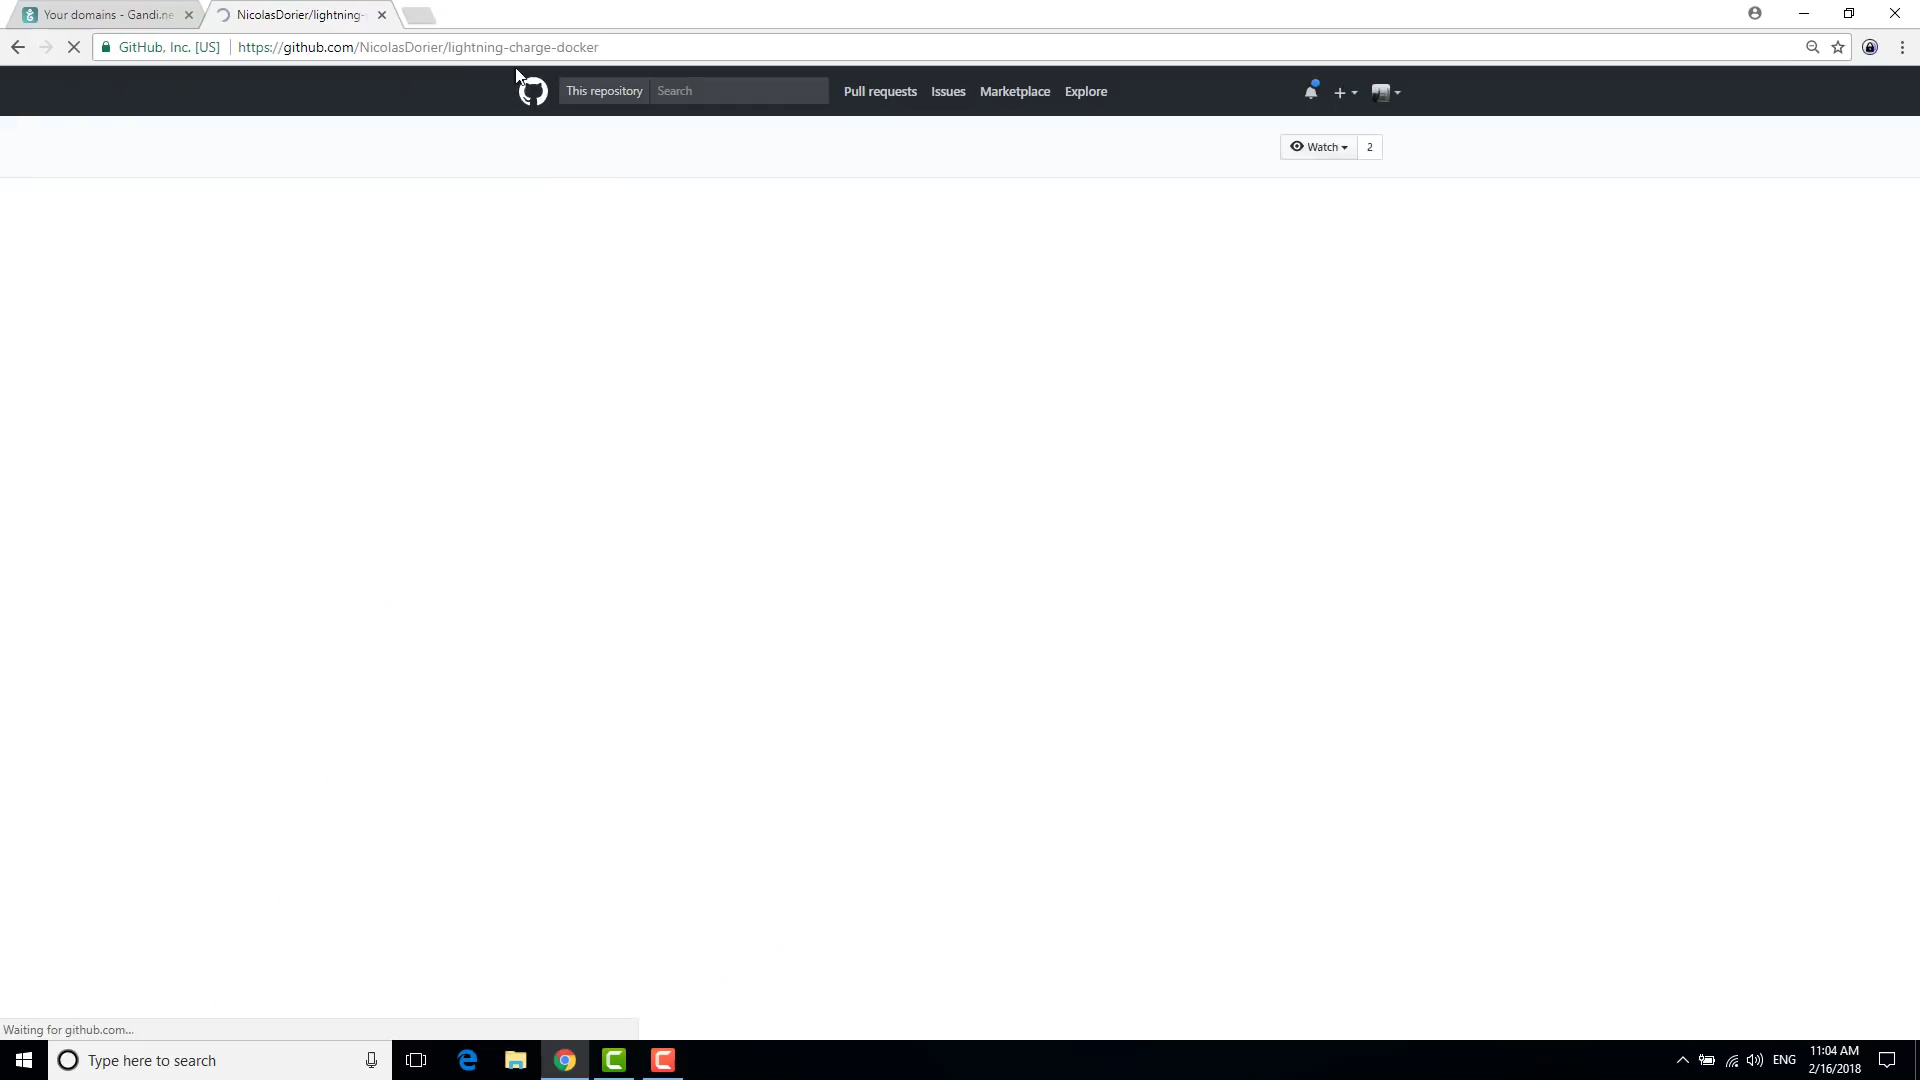 Your domains - Gandi.ne
NicolasDorier/lightning-
GitHub, Inc. [US]
https://github.com/NicolasDorier/lightning-charge-docker
This repository
Search
Pull requests
Issues
Marketplace
Explore
Watch
2
Waiting for github.com...
Type here to search
ENG
11:04 AM
2/16/2018